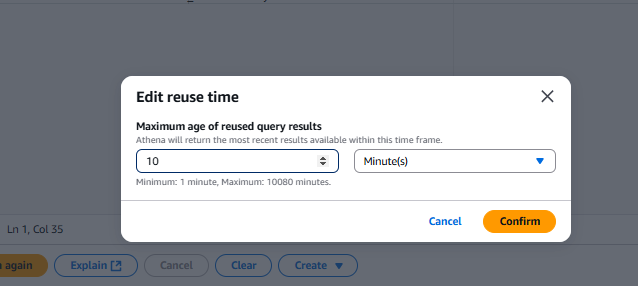 Edit reuse time
Maximum age of reused query results
Athena will return the most recent results available within this time frame.
10 Minute(s)
Minimum: 1 minute, Maximum: 10080 minutes.
Cancel Confirm
Ln 1, Col 35
again Explain Cancel Clear Create